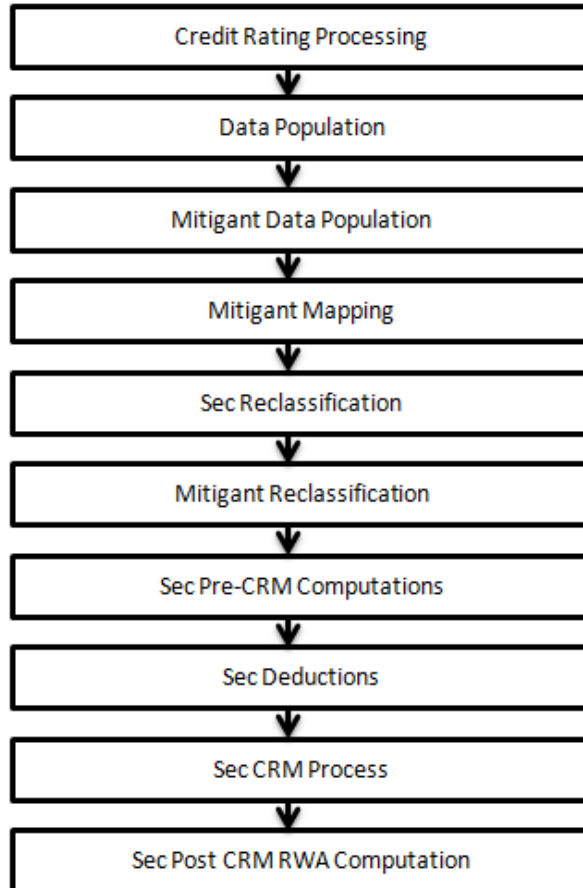 Credit Rating Processing
Data Population
Mitigant Data Population
Mitigant Mapping
Sec Reclassification
Mitigant Reclassification
Sec Pre-CRM Computations
Sec Deductions
Sec CRM Process
Sec Post CRM RWA Computation